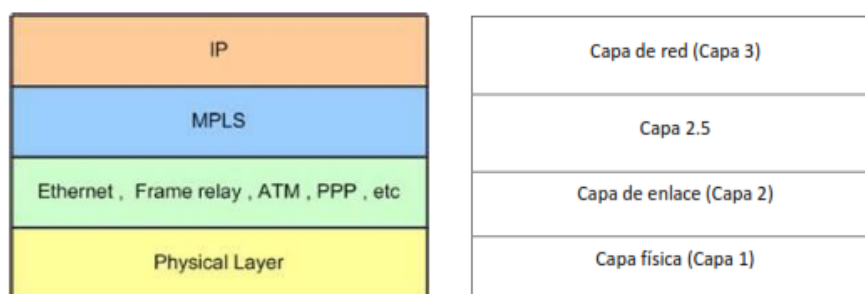 IP
Capa de red (Capa 3)
MPLS
Capa 2.5
Ethernet , Frame relay , ATM , PPP , etc
Capa de enlace (Capa 2)
Physical Layer
Capa física (Capa 1)